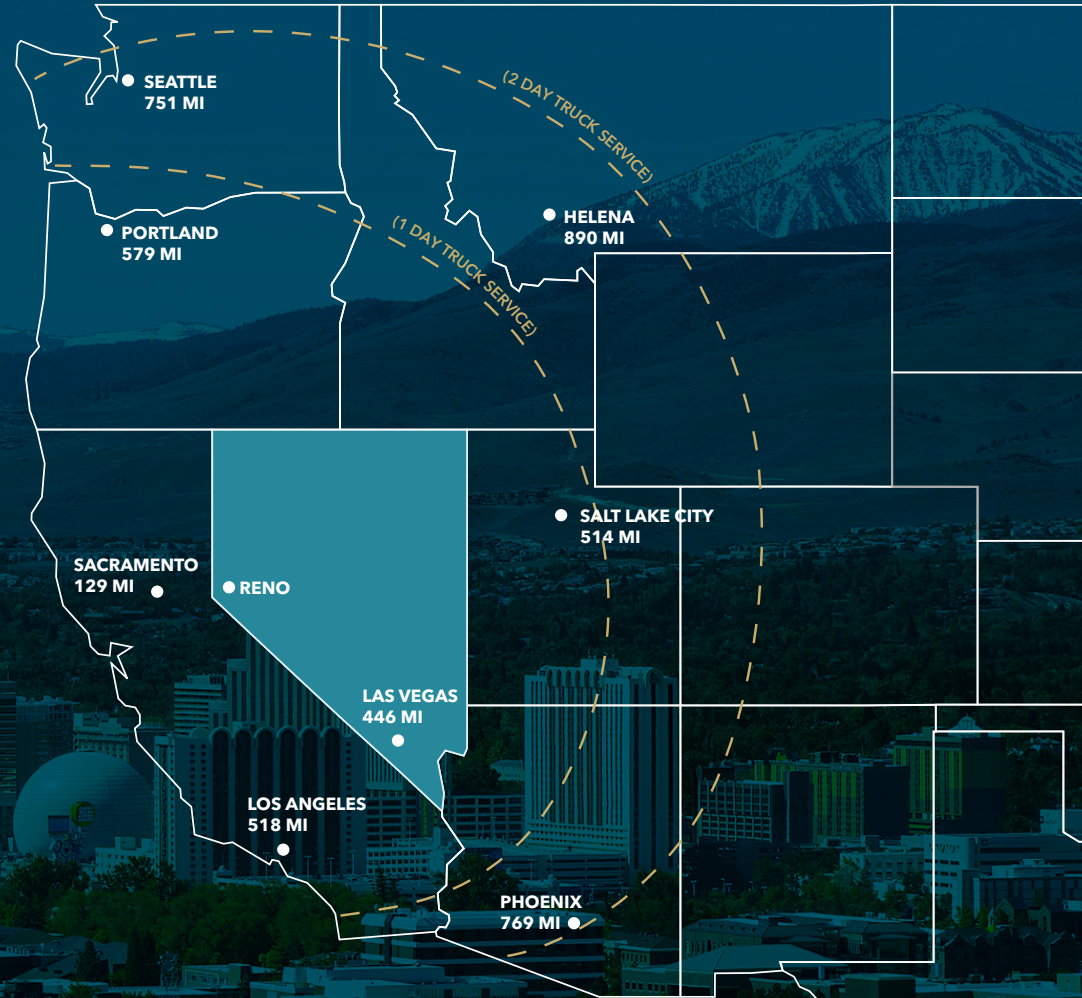 (2 DAY TRUCK SERVICE)
SEATTLE
751 MI
(1 DAY TRUCK SERVICE)
HELENA
890 MI
PORTLAND
579 MI
SALT LAKE CITY
514 MI
SACRAMENTO
129 MI
RENO
LAS VEGAS
446 MI
LOS ANGELES
518 MI
PHOENIX
769 MI